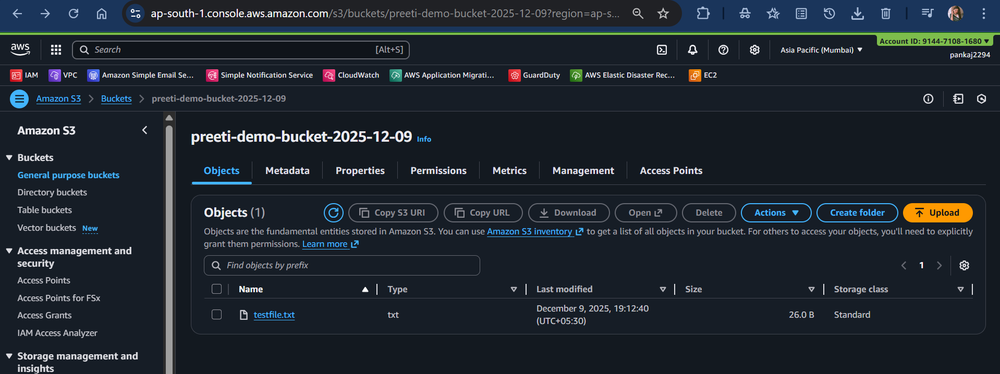 ap-south-1.console.aws.amazon.com/s3/buckets/preeti-demo-bucket-2025-12-09?region=ap-s...
aws
Search [Alt+S]
Asia Pacific (Mumbai)
Account ID: 9144-7108-1680
pankaj2294
IAM VPC Amazon Simple Email Se... Simple Notification Service CloudWatch AWS Application Migrati... GuardDuty AWS Elastic Disaster Rec... EC2
Amazon S3 Buckets preeti-demo-bucket-2025-12-09
Amazon S3
Buckets
General purpose buckets
Directory buckets
Table buckets
Vector buckets New
Access management and
security
Access Points
Access Points for FSx
Access Grants
IAM Access Analyzer
Storage management and
insights
preeti-demo-bucket-2025-12-09 Info
Objects Metadata Properties Permissions Metrics Management Access Points
Objects (1) Copy S3 URI Copy URL Download Open Delete Actions Create folder Upload
Objects are the fundamental entities stored in Amazon S3. You can use Amazon S3 inventory to get a list of all objects in your bucket. For others to access your objects, you'll need to explicitly
grant them permissions. Learn more
Find objects by prefix
1
Name Type Last modified Size Storage class
testfile.txt txt December 9, 2025, 19:12:40 26.0 B Standard
(UTC+05:30)